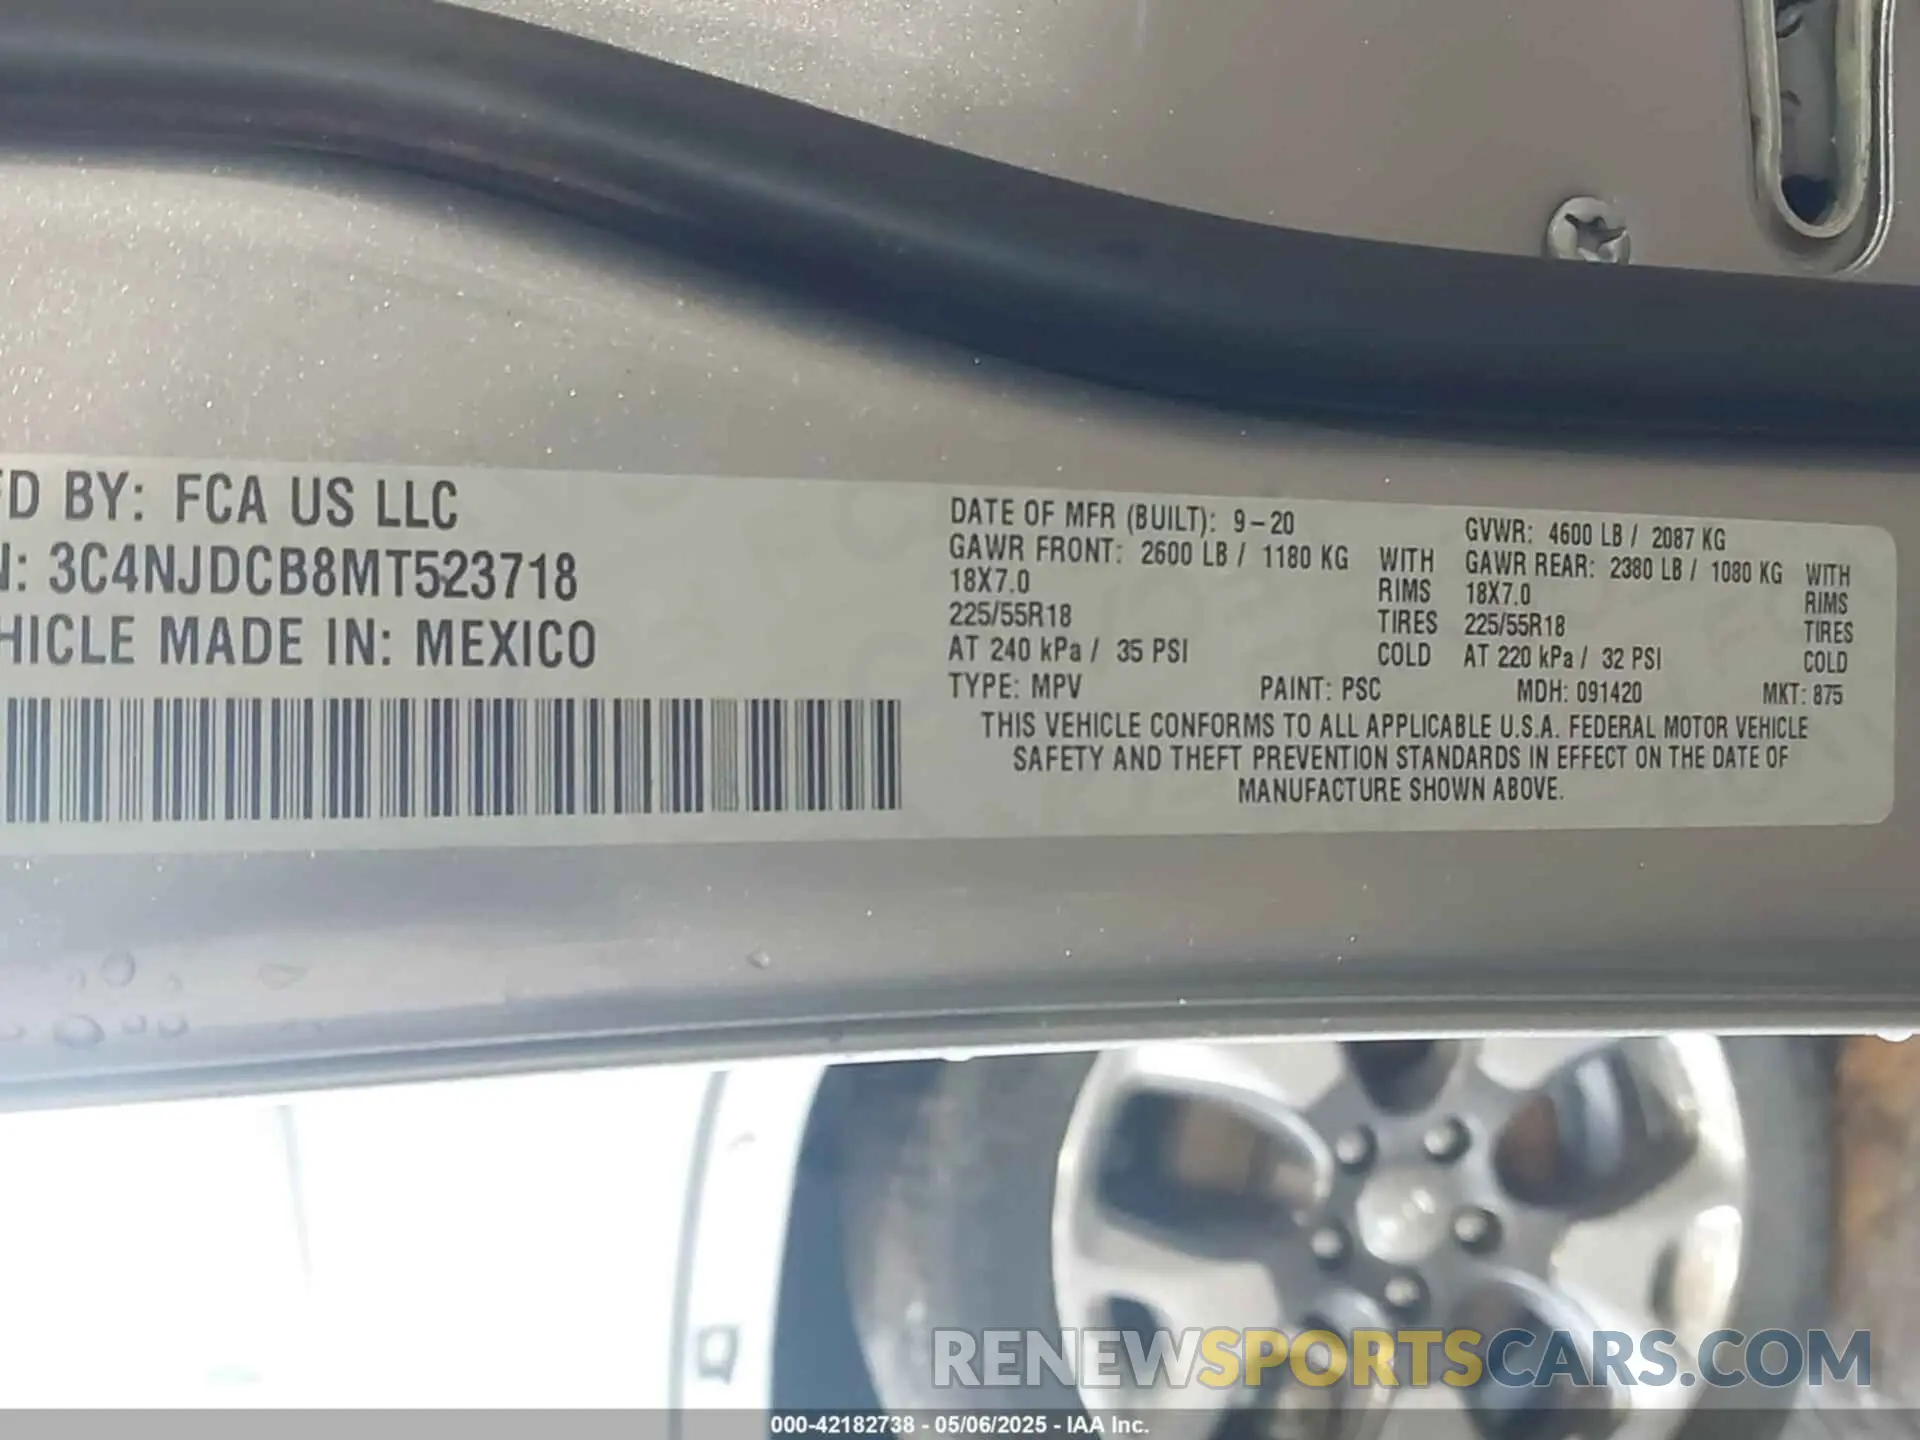 FD BY: FCA US LLC
N: 3C4NJDCB8MT523718
HICLE MADE IN: MEXICO
DATE OF MFR (BUILT): 9-20 GVWR: 4600 LB / 2087 KG
GAWR FRONT: 2600 LB / 1180 KG WITH GAWR REAR: 2380 LB / 1080 KG WITH
18X7.0 RIMS 18X7.0 RIMS
225/55R18 TIRES 225/55R18 TIRES
AT 240 kPa / 35 PSI COLD AT 220 kPa / 32 PSI COLD
TYPE: MPV PAINT: PSC MDH: 091420 MKT: 875
THIS VEHICLE CONFORMS TO ALL APPLICABLE U.S.A. FEDERAL MOTOR VEHICLE
SAFETY AND THEFT PREVENTION STANDARDS IN EFFECT ON THE DATE OF
MANUFACTURE SHOWN ABOVE.
RENEWSPORTSCARS.COM
000-42182738 - 05/06/2025 - IAA Inc.